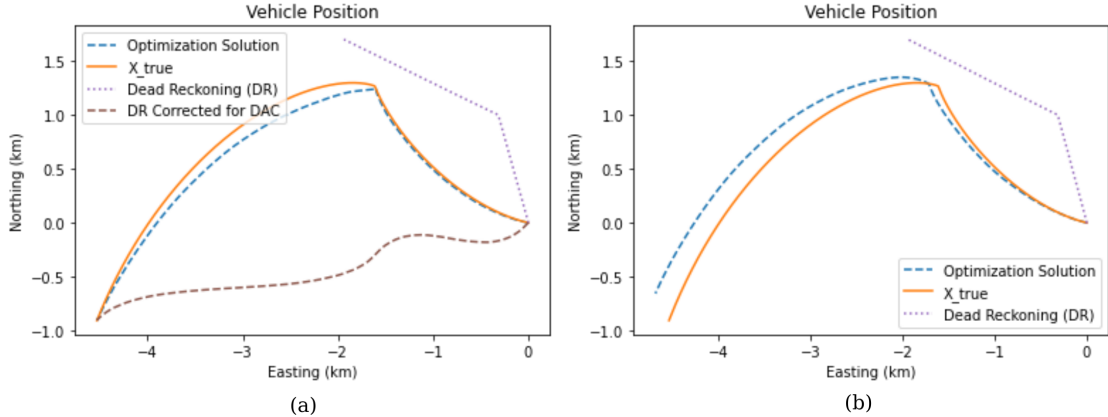 Vehicle Position
Optimization Solution
X_true
Dead Reckoning (DR)
DR Corrected for DAC
1.5
1.0
0.5
0.0
−0.5
−1.0
Northing (km)
−4
−3
−2
−1
0
Easting (km)
(a)
Vehicle Position
1.5
1.0
0.5
0.0
−0.5
−1.0
Northing (km)
Optimization Solution
X_true
Dead Reckoning (DR)
−4
−3
−2
−1
0
Easting (km)
(b)